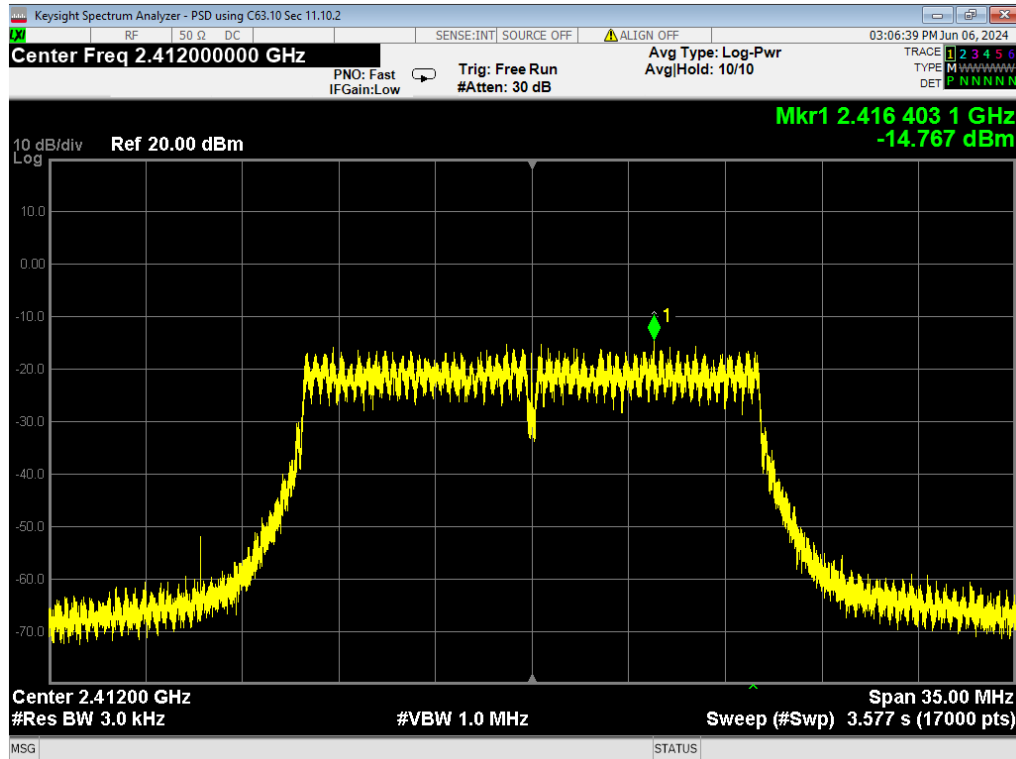 Keysight Spectrum Analyzer - PSD using C63.10 Sec 11.10.2
LXI RF 50 Ω DC SENSE:INT SOURCE OFF ALIGN OFF 03:06:39 PM Jun 06, 2024
Center Freq 2.412000000 GHz
PNO: Fast
IFGain:Low
Trig: Free Run
#Atten: 30 dB
Avg Type: Log-Pwr
Avg|Hold: 10/10
TRACE 1 2 3 4 5 6
TYPE M W W W W W
DET P N N N N N
Mkr1 2.416 403 1 GHz
-14.767 dBm
10 dB/div Ref 20.00 dBm
Log
10.0
0.00
1
-10.0
-20.0
-30.0
-40.0
-50.0
-60.0
-70.0
Center 2.41200 GHz Span 35.00 MHz
#Res BW 3.0 kHz #VBW 1.0 MHz Sweep (#Swp) 3.577 s (17000 pts)
MSG STATUS